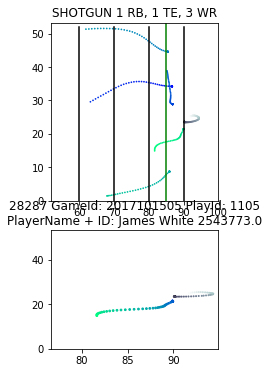 SHOTGUN 1 RB, 1 TE, 3 WR
50
40
30
20
10
0
60 70 80 90 100
28287 GameId: 2017101505 PlayId: 1105
PlayerName + ID: James White 2543773.0
40
20
0
80 85 90